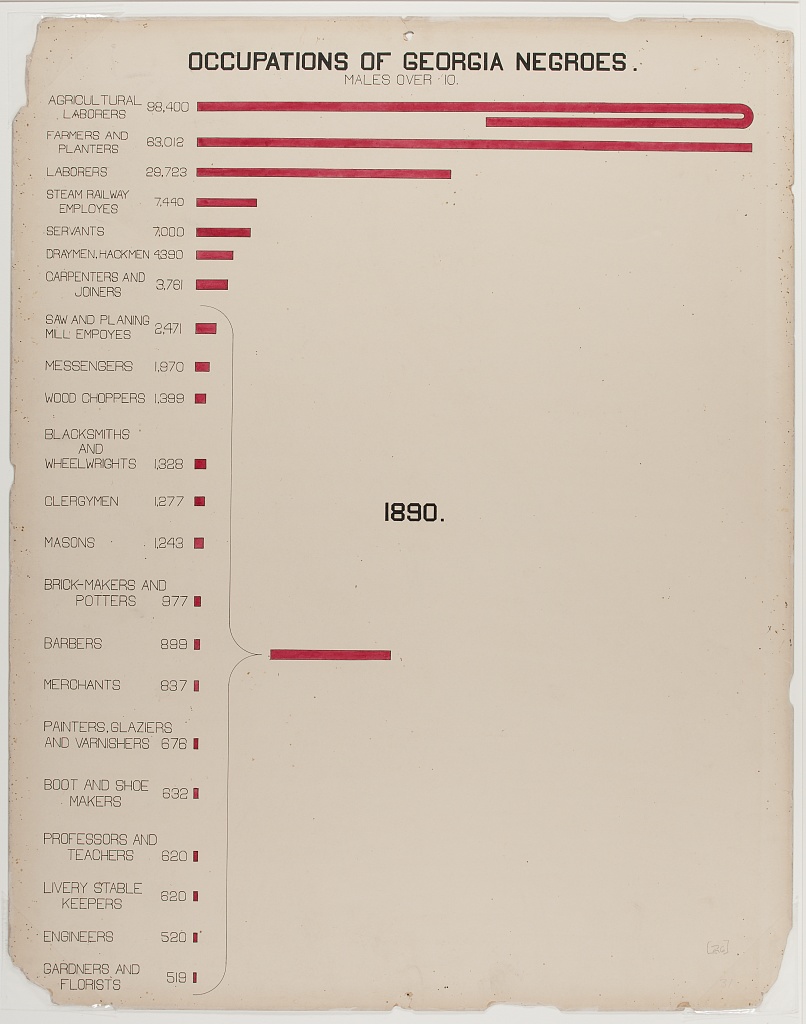 OCCUPATIONS OF GEORGIA NEGROES.
MALES OVER 10.
AGRICULTURAL
LABORERS 98,400
FARMERS AND
PLANTERS 63,012
LABORERS 29,723
STEAM RAILWAY
EMPLOYES 7,440
SERVANTS 7,000
DRAYMEN, HACKMEN 4,390
CARPENTERS AND
JOINERS 3,761
SAW AND PLANING
MILL EMPOYES 2,471
MESSENGERS 1,970
WOOD CHOPPERS 1,399
BLACKSMITHS
AND
WHEELWRIGHTS 1,328
CLERGYMEN 1,277
1890.
MASONS 1,243
BRICK-MAKERS AND
POTTERS 977
BARBERS 899
MERCHANTS 837
PAINTERS, GLAZIERS
AND VARNISHERS 676
BOOT AND SHOE
MAKERS 632
PROFESSORS AND
TEACHERS 620
LIVERY STABLE
KEEPERS 620
ENGINEERS 520
GARDNERS AND
FLORISTS 519